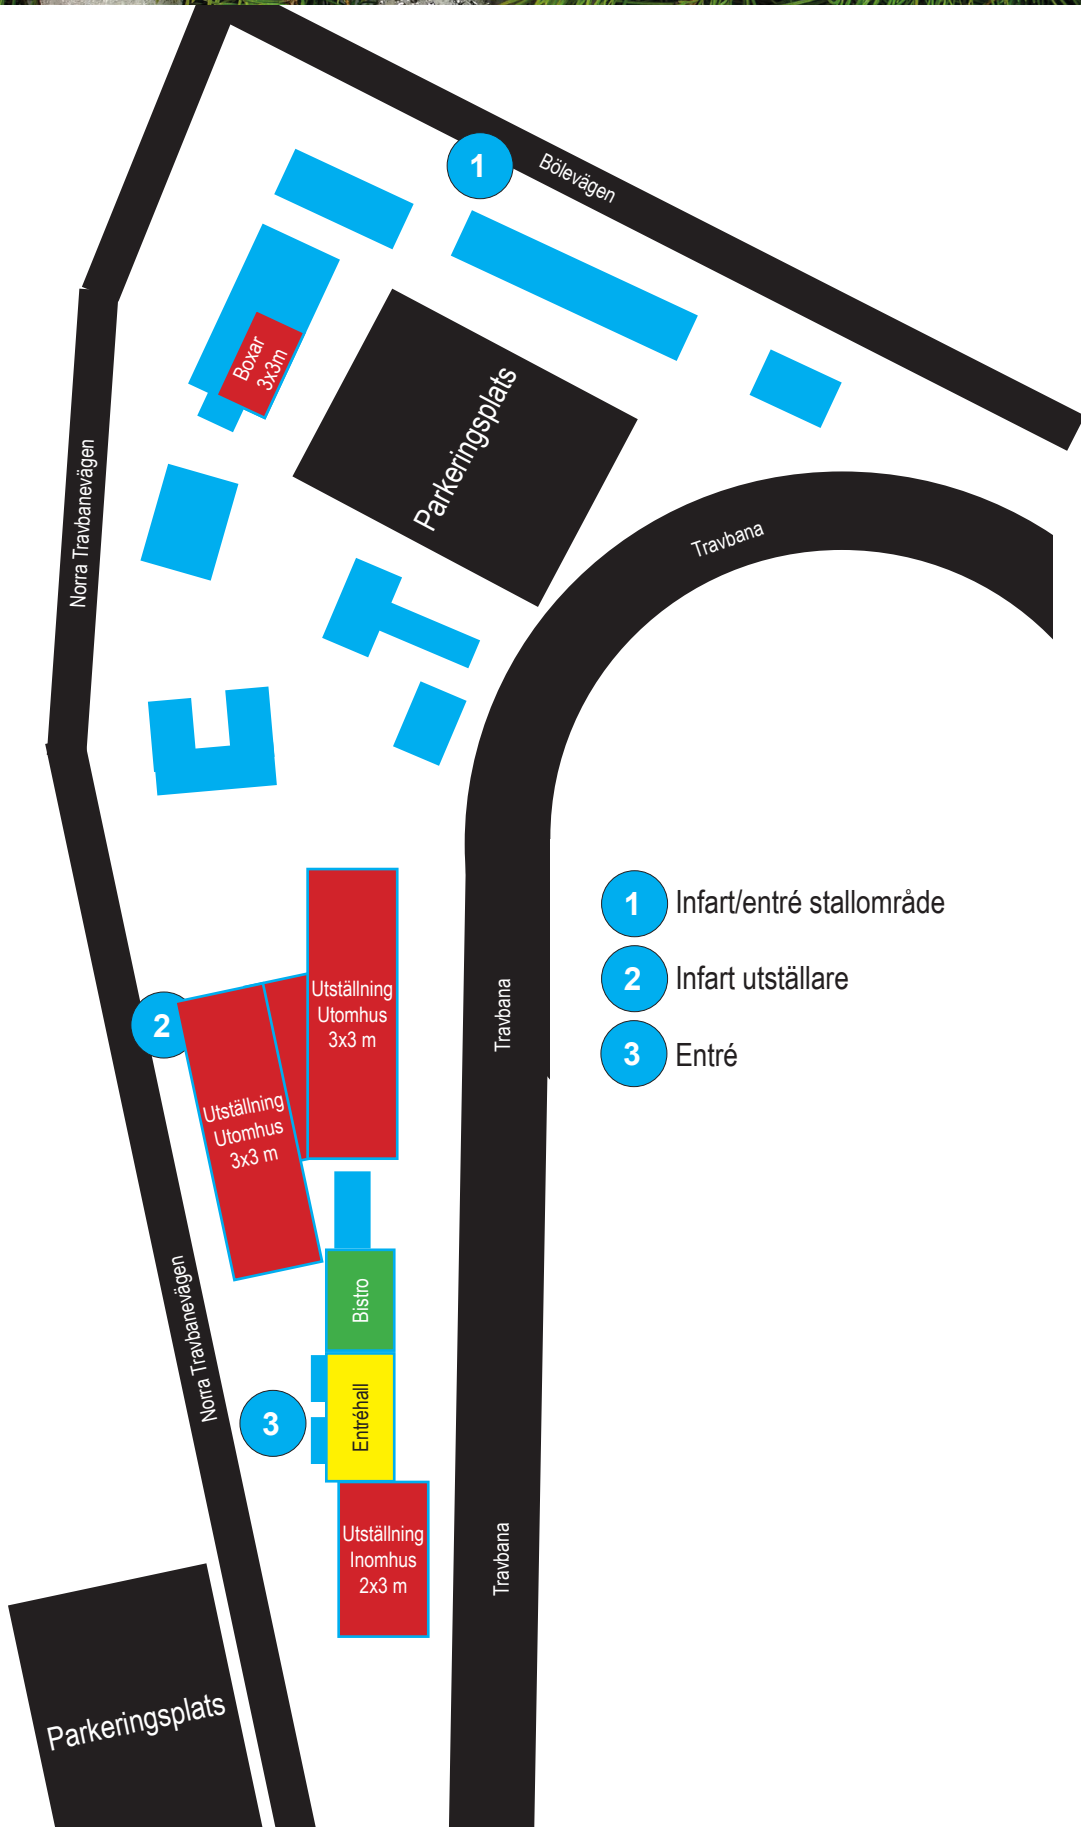 1
Bölevägen
Boxar
3x3m
Parkeringsplats
Norra Travbanevägen
Travbana
1
Infart/entré stallområde
2
Infart utställare
3
Entré
Utställning
Utomhus
3x3 m
Travbana
2
Utställning
Utomhus
3x3 m
Norra Travbanevägen
Bistro
3
Entréhall
Utställning
Inomhus
2x3 m
Travbana
Parkeringsplats